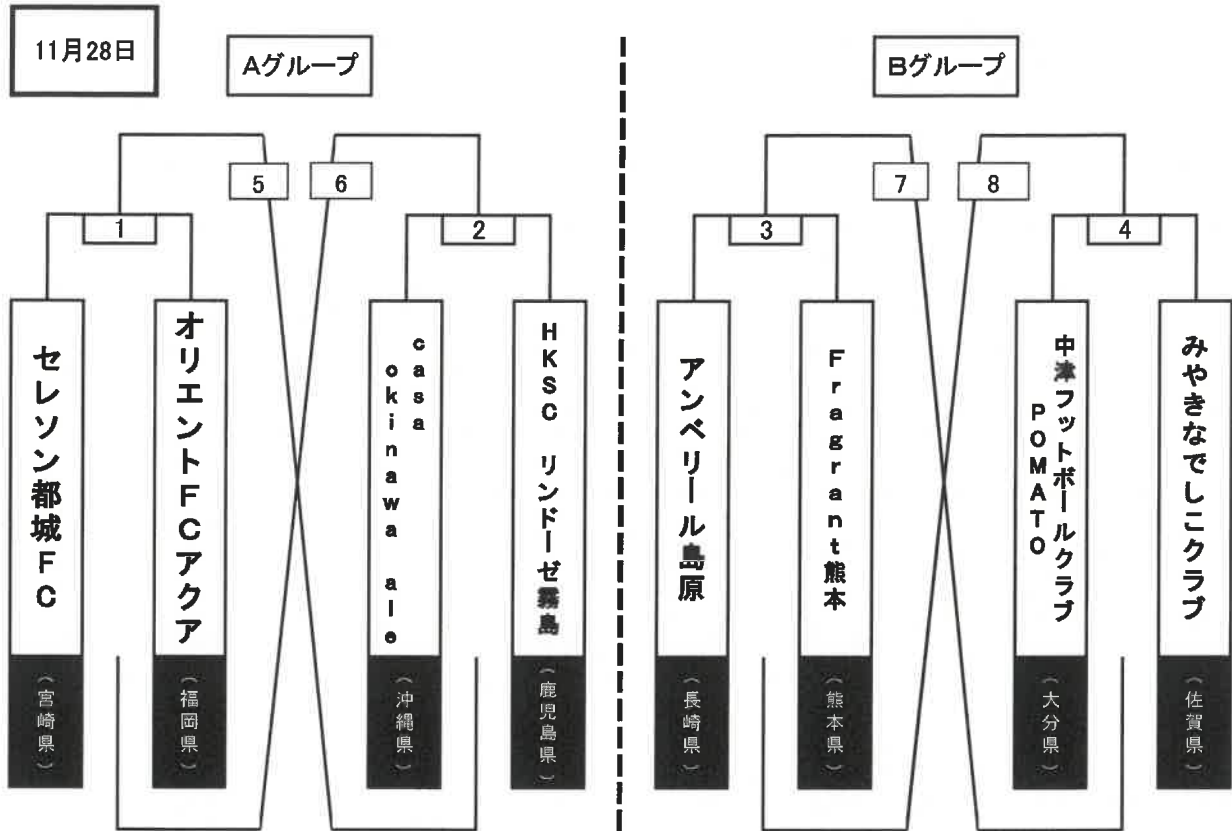 11月28日
Aグループ
Bグループ
5
6
7
8
1
2
3
4
セレソン都城FC
オリエントFCアクア
casa
okinawa ale
HKSC リンドーゼ霧島
アンベリール島原
Fragrant熊本
中津フットボールクラブ
POMATO
みやきなでしこクラブ
(宮崎県)
(福岡県)
(沖縄県)
(鹿児島県)
(長崎県)
(熊本県)
(大分県)
(佐賀県)